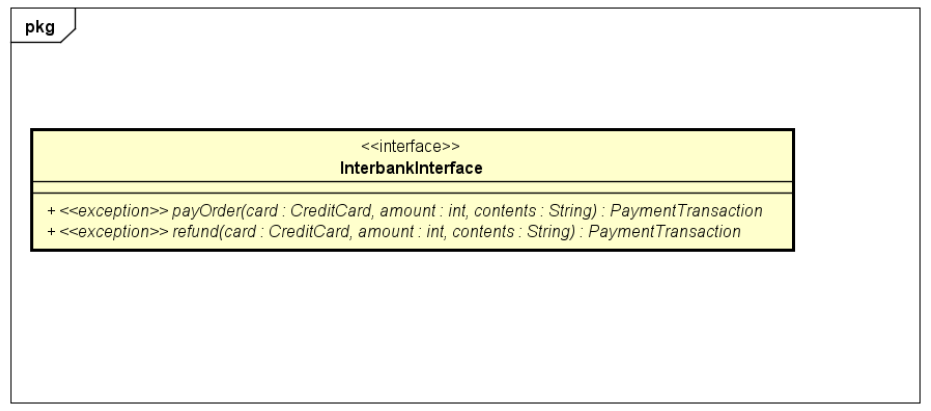 pkg
<<interface>>
InterbankInterface
+ <<exception>> payOrder(card : CreditCard, amount : int, contents : String) : PaymentTransaction
+ <<exception>> refund(card : CreditCard, amount : int, contents : String) : PaymentTransaction